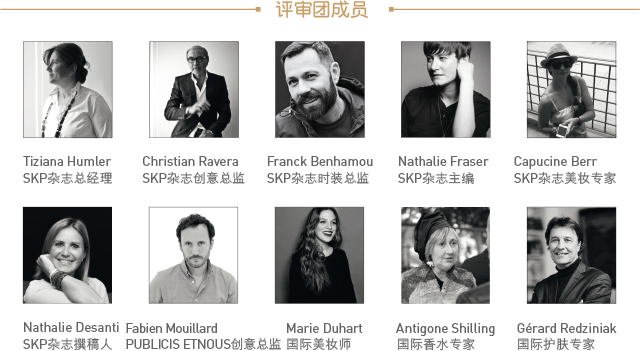 评审团成员
Tiziana Humler
SKP杂志总经理
Christian Ravera
SKP杂志创意总监
Franck Benhamou
SKP杂志时装总监
Nathalie Fraser
SKP杂志主编
Capucine Berr
SKP杂志美妆专家
Nathalie Desanti
SKP杂志撰稿人
Fabien Mouillard
PUBLICIS ETNOUS创意总监
Marie Duhart
国际美妆师
Antigone Shilling
国际香水专家
Gérard Redziniak
国际护肤专家